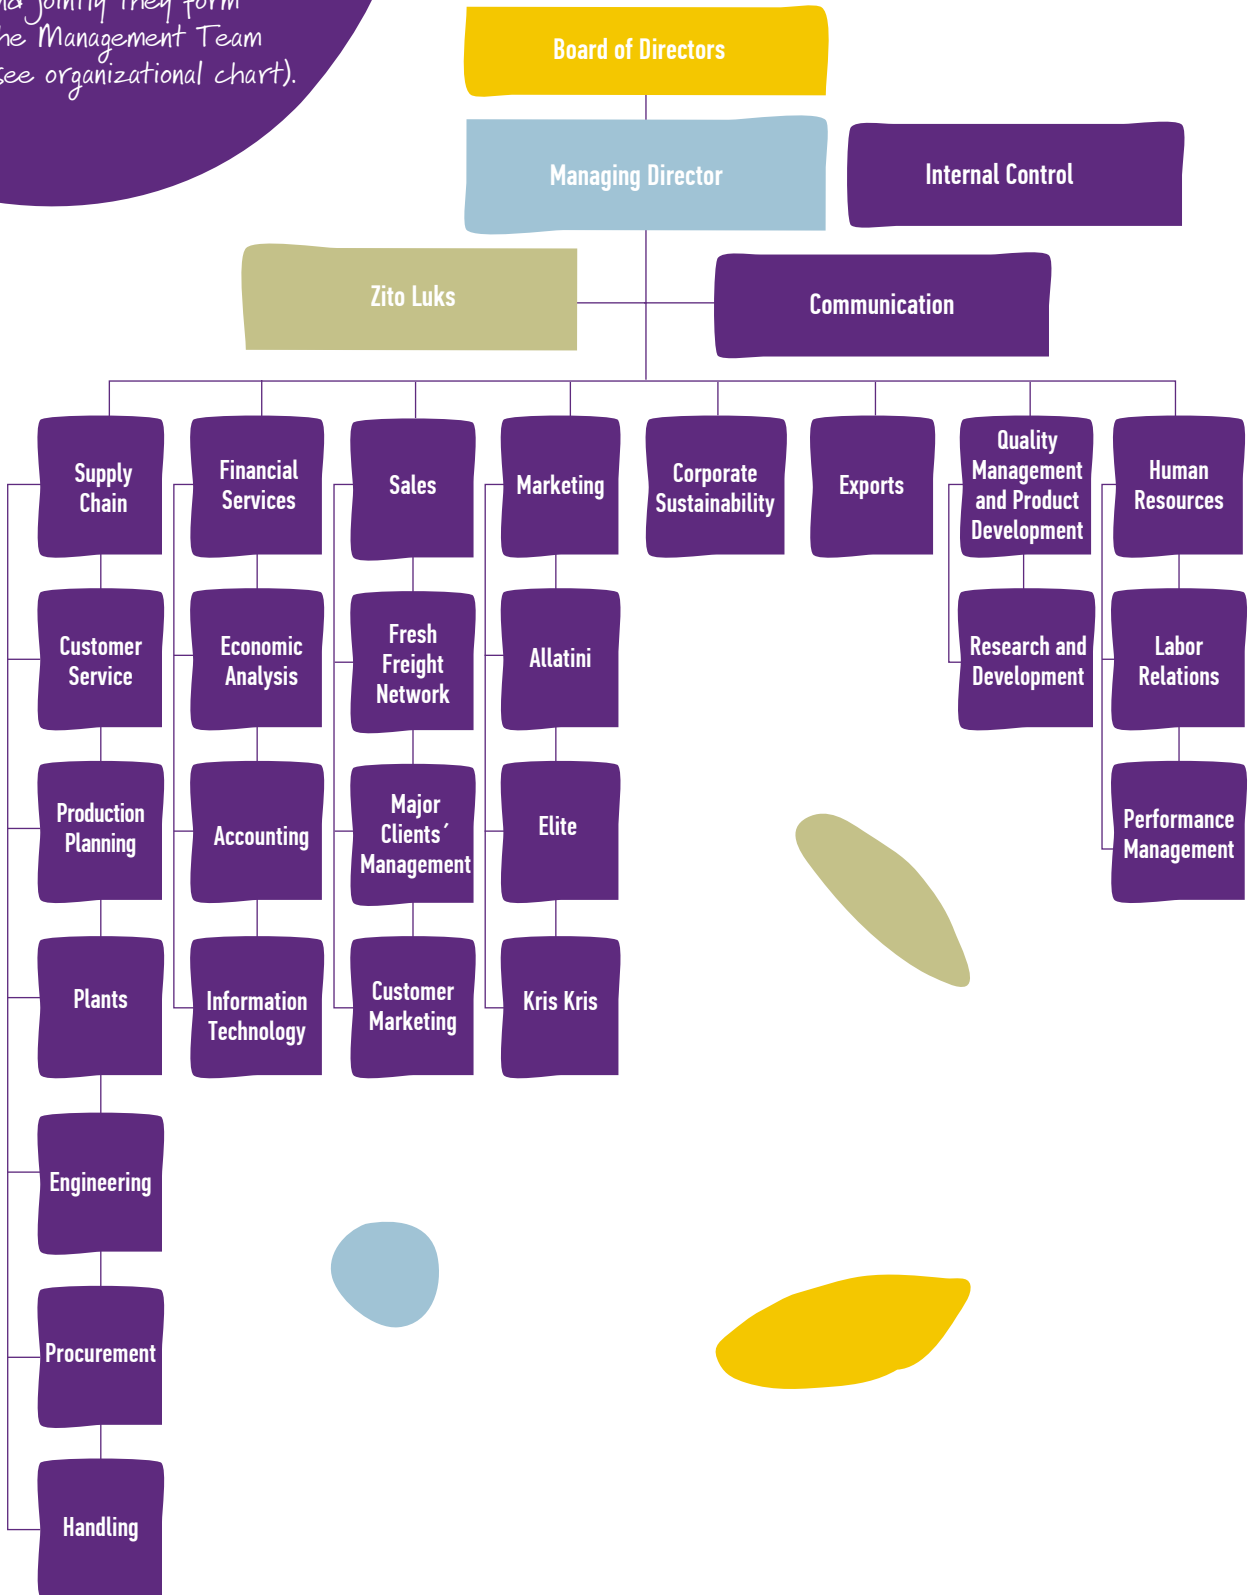 jointly they form
Management Team
see organizational chart).
Board of Directors
Managing Director
Internal Control
Zito Luks
Communication
Supply
Chain
Financial
Services
Sales
Marketing
Corporate
Sustainability
Exports
Quality
Management
and Product
Development
Human
Resources
Customer
Service
Economic
Analysis
Fresh
Freight
Network
Allatini
Research and
Development
Labor
Relations
Production
Planning
Accounting
Major
Clients´
Management
Elite
Performance
Management
Plants
Information
Technology
Customer
Marketing
Kris Kris
Engineering
Procurement
Handling